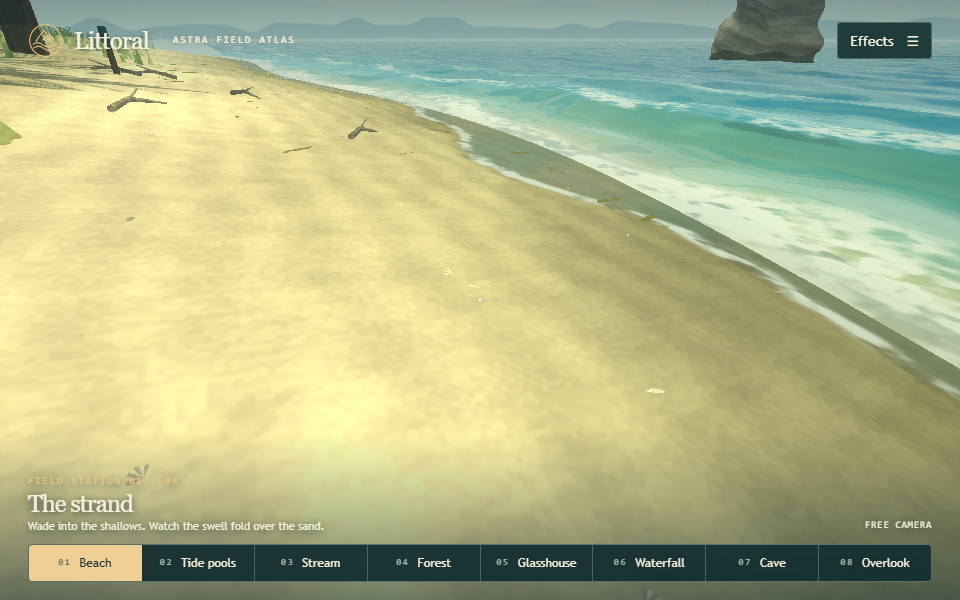 Littoral
ASTRA FIELD ATLAS
Effects
FIELD STATION 01 / 08
The strand
Wade into the shallows. Watch the swell fold over the sand.
FREE CAMERA
01 Beach
02 Tide pools
03 Stream
04 Forest
05 Glasshouse
06 Waterfall
07 Cave
08 Overlook